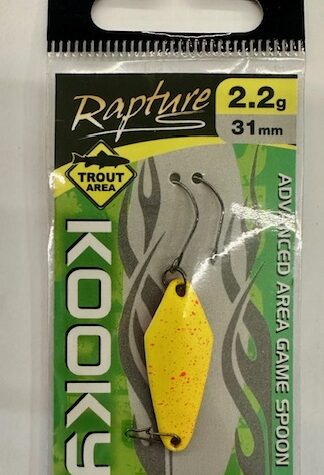 Rapture
2.2g
31mm
TROUT
AREA
KOOKY
ADVANCED AREA GAME SPOON